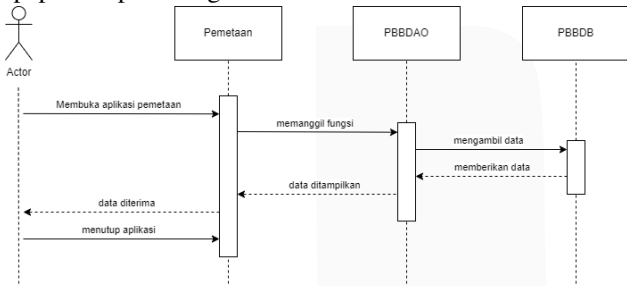 Pemetaan
PBBDAO
PBBDB
Actor
Membuka aplikasi pemetaan
memanggil fungsi
mengambil data
memberikan data
data ditampilkan
data diterima
menutup aplikasi